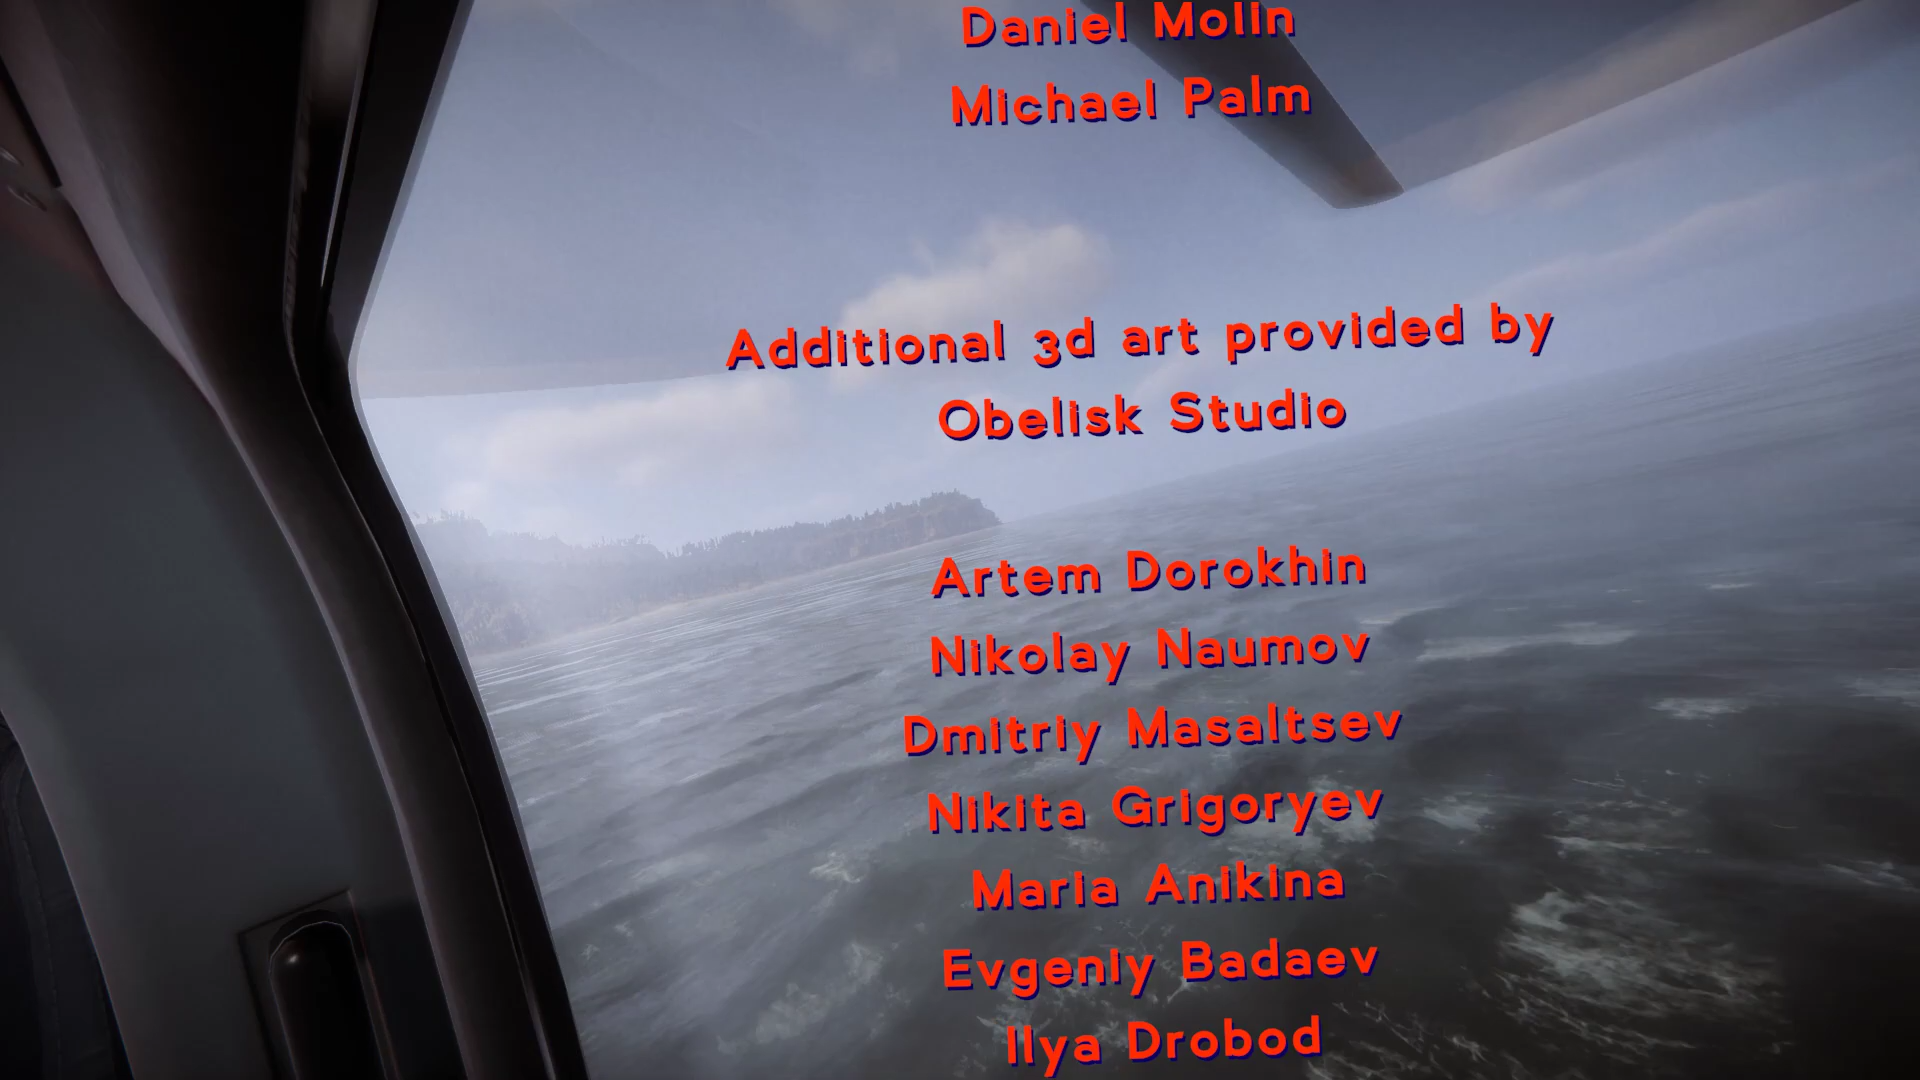 Daniel Molin
Michael Palm
Additional 3d art provided by
Obelisk Studio
Artem Dorokhin
Nikolay Naumov
Dmitriy Masaltsev
Nikita Grigoryev
Maria Anikina
Evgeniy Badaev
Ilya Drobod